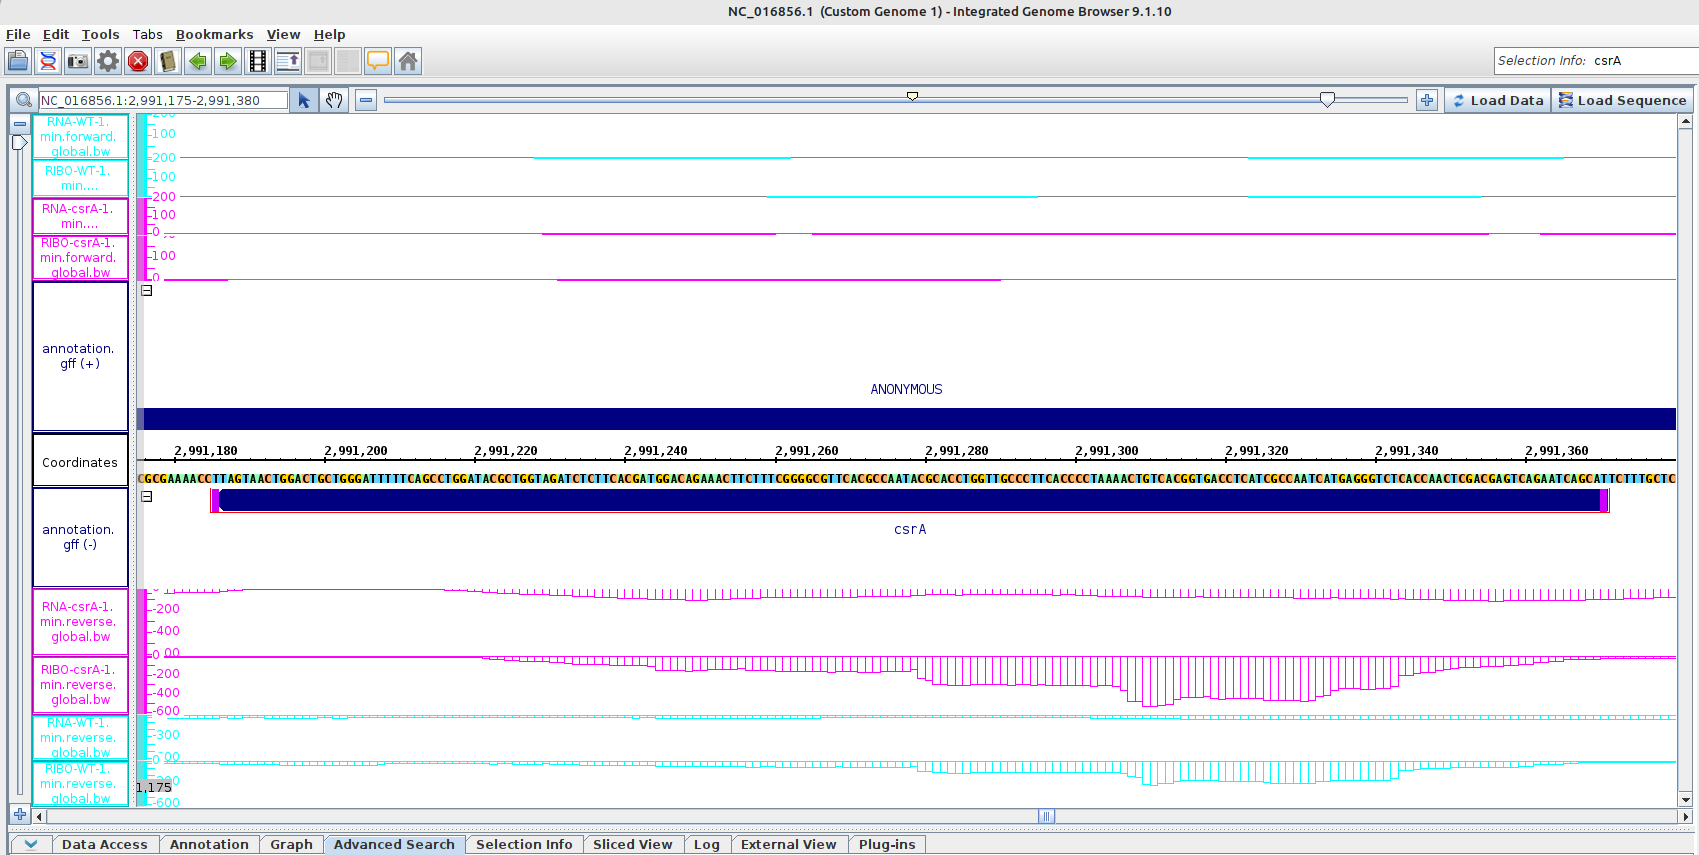 NC_016856.1 (Custom Genome 1) - Integrated Genome Browser 9.1.10
File Edit Tools Tabs Bookmarks View Help
Selection Info: csrA
NC_016856.1:2,991,175-2,991,380
Load Data
Load Sequence
RNA-WT-1.
min.forward.
global.bw
100
200
RIBO-WT-1.
min....
100
200
RNA-csrA-1.
min....
100
0
RIBO-csrA-1.
min.forward.
global.bw
100
0
annotation.
gff (+)
ANONYMOUS
Coordinates
2,991,180 2,991,200 2,991,220 2,991,240 2,991,260 2,991,280 2,991,300 2,991,320 2,991,340 2,991,360
CGCGAAAACCTTAGTAACTGGACTGCTGGGATTTTTCAGCCTGGATACGCTGGTAGATCTCTTCACGATGGACAGAAACTTCTTTCGGGGCGTTCACGCCAATACGCACCTGGTTGCCCTTCACCCCTAAAACTGTCACGGTGACCTCATCGCCAATCATGAGGGTCTCACCAACTCGACGAGTCAGAATCAGCATTCTTTGCTC
annotation.
gff (-)
csrA
RNA-csrA-1.
min.reverse.
global.bw
-200
-400
RIBO-csrA-1.
min.reverse.
global.bw
0
-200
-400
-600
RNA-WT-1.
min.reverse.
global.bw
-300
RIBO-WT-1.
min.reverse.
global.bw
0
1,175
-600
Data Access Annotation Graph Advanced Search Selection Info Sliced View Log External View Plug-ins